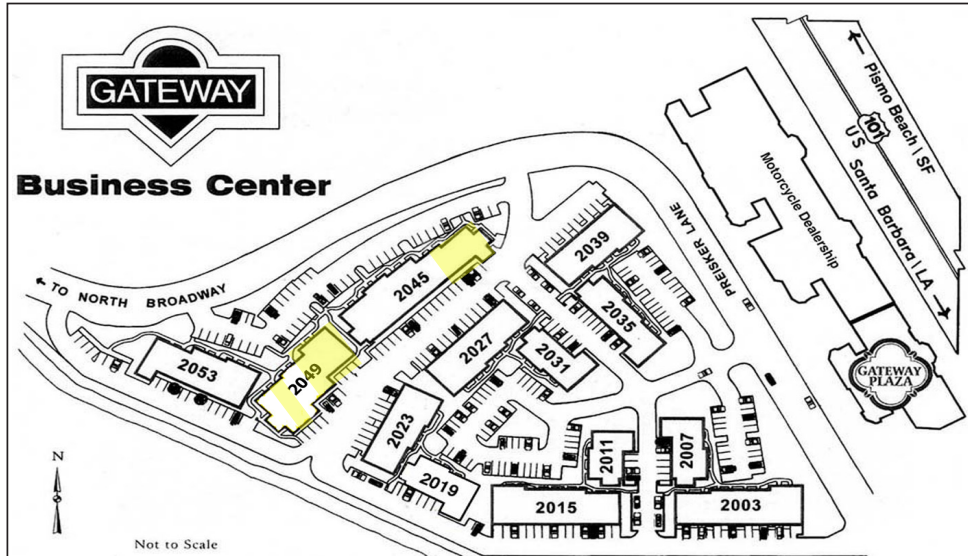 GATEWAY
Business Center
Pismo Beach | SF
101
US
Santa Barbara | LA
Motorcycle Dealership
PREISKER LANE
TO NORTH BROADWAY
2039
2045
2035
2027
2031
2053
2049
GATEWAY
PLAZA
2023
2011
2007
2019
2015
2003
N
Not to Scale